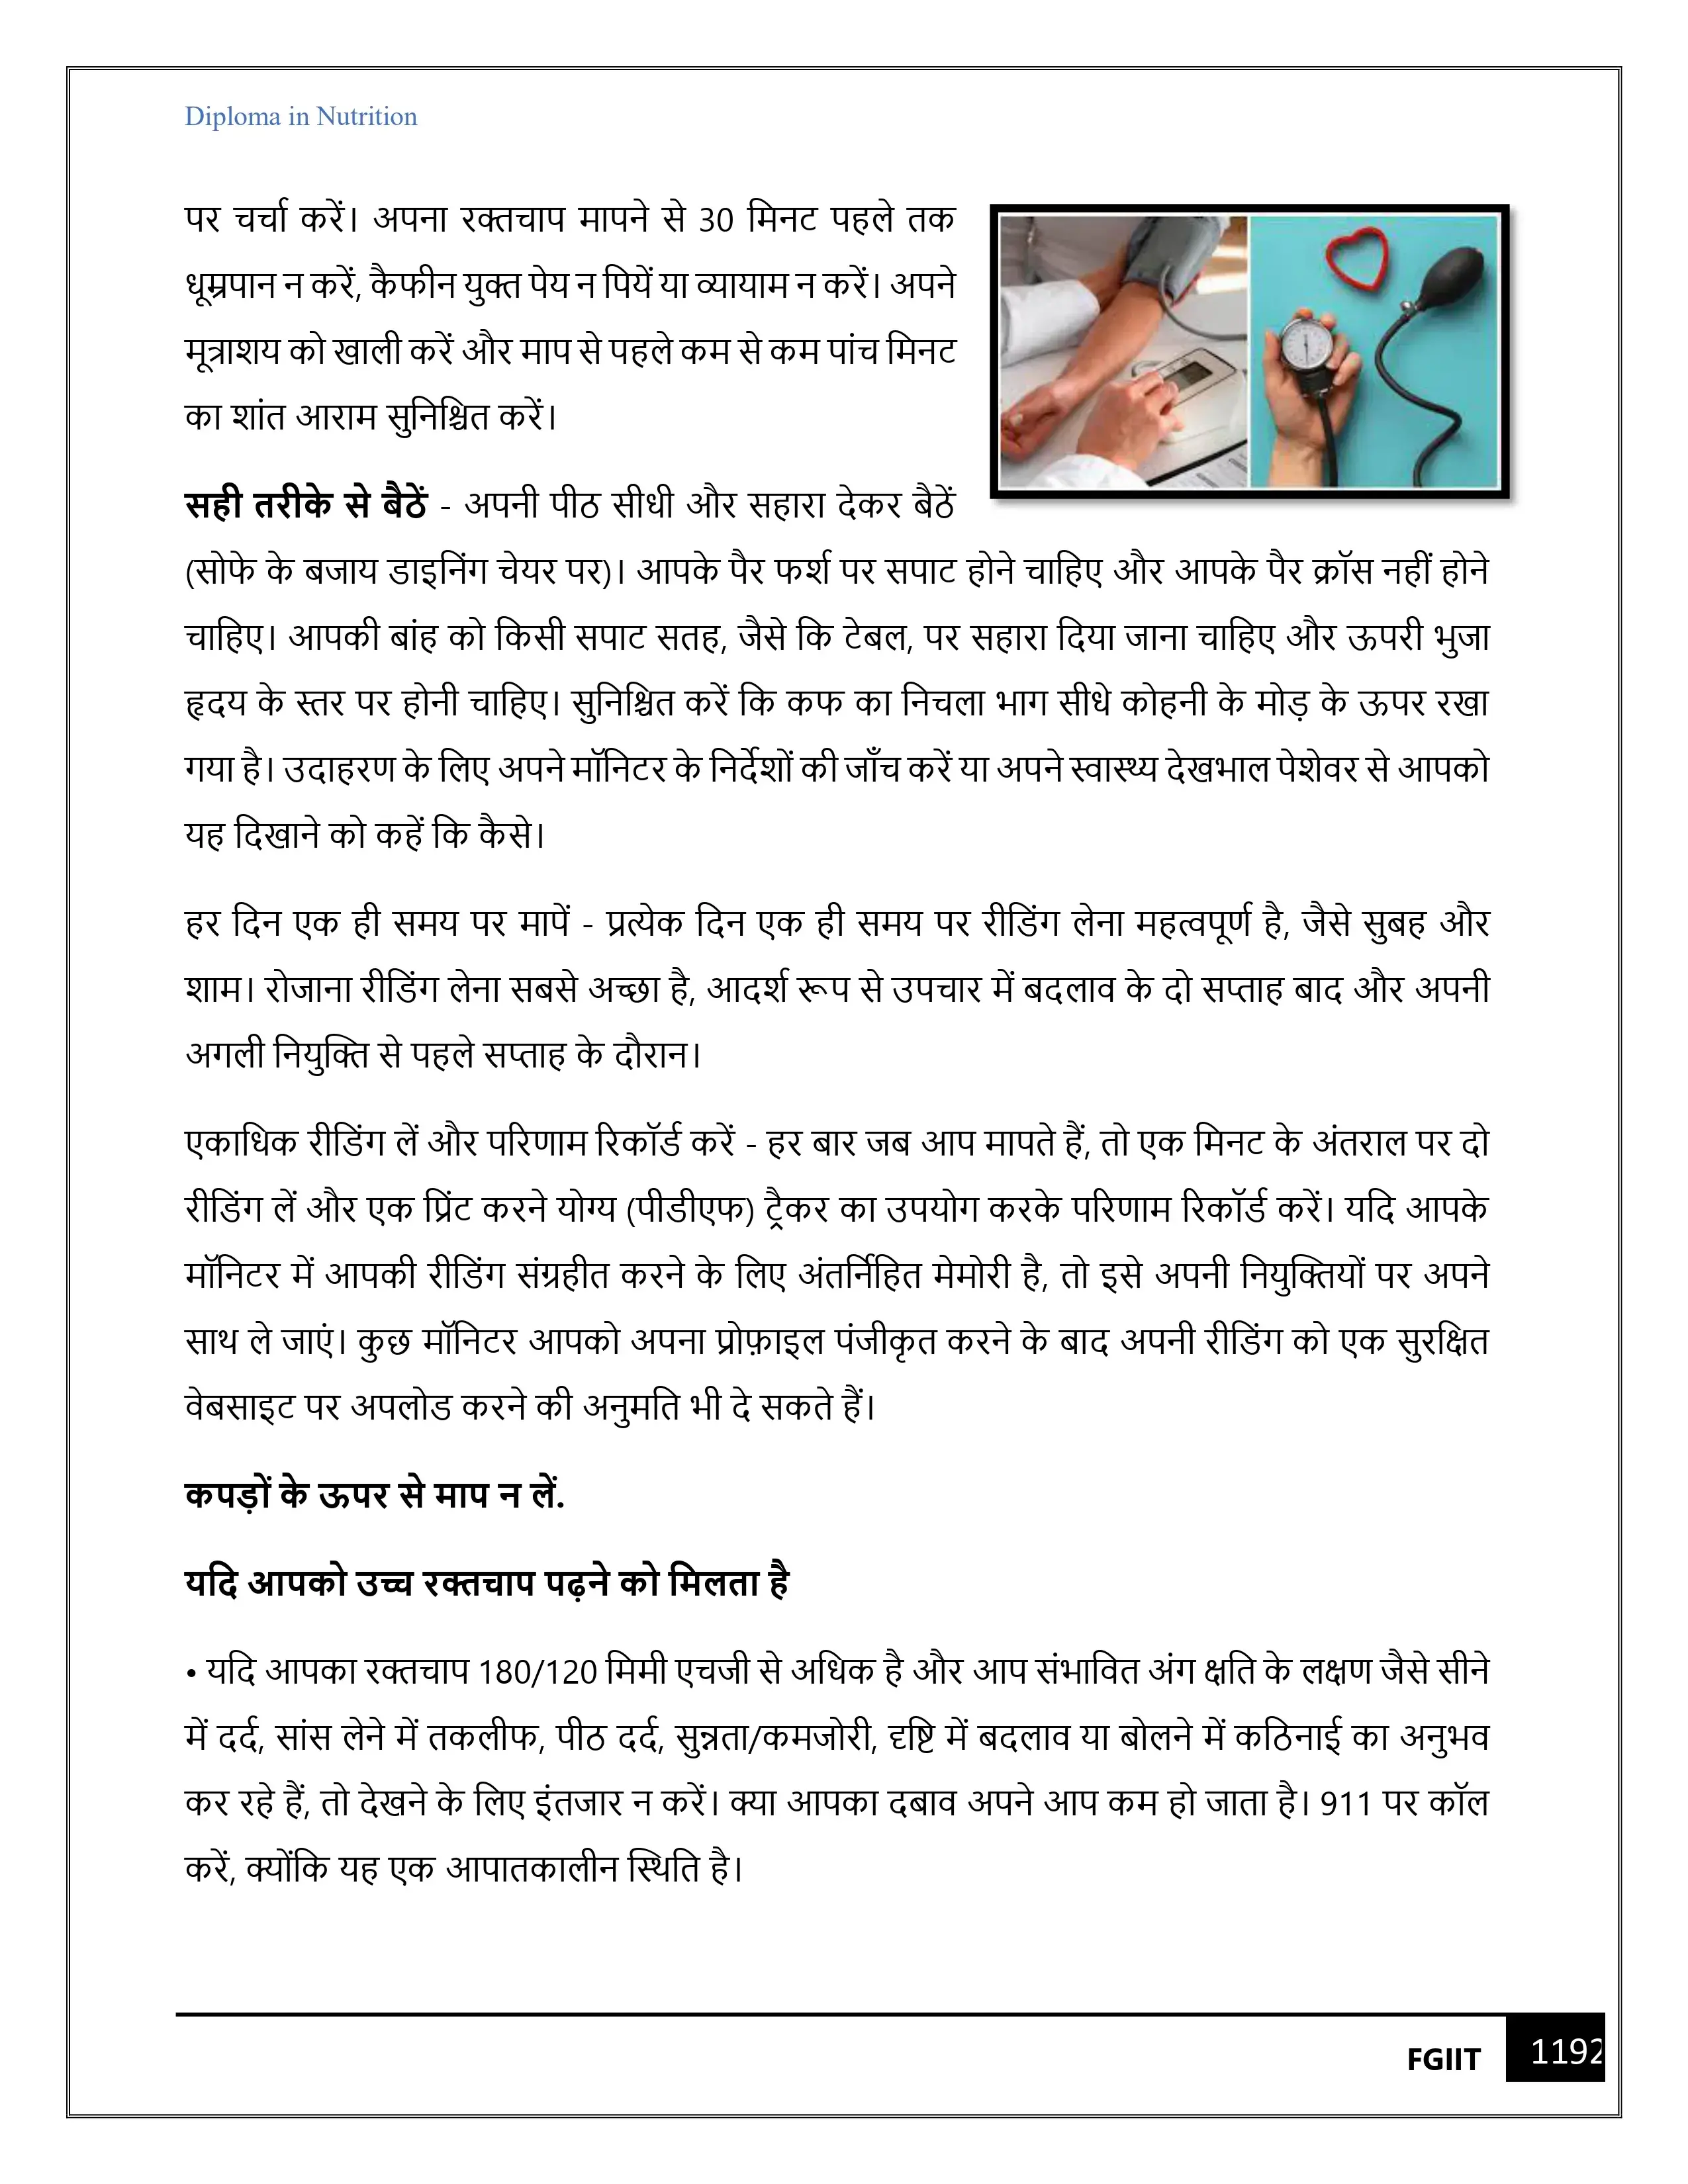 Diploma in Nutrition
पर चर्चा करें। अपना रक्तचाप मापने से 30 मिनट पहले तक
धूम्रपान न करें, कैफीन युक्त पेय न पियें या व्यायाम न करें। अपने
मूत्राशय को खाली करें और माप से पहले कम से कम पांच मिनट
का शांत आराम सुनिश्चित करें।
सही तरीके से बैठें - अपनी पीठ सीधी और सहारा देकर बैठें
(सोफे के बजाय डाइनिंग चेयर पर)। आपके पैर फर्श पर सपाट होने चाहिए और आपके पैर क्रॉस नहीं होने
चाहिए। आपकी बांह को किसी सपाट सतह, जैसे कि टेबल, पर सहारा दिया जाना चाहिए और ऊपरी भुजा
हृदय के स्तर पर होनी चाहिए। सुनिश्चित करें कि कफ का निचला भाग सीधे कोहनी के मोड़ के ऊपर रखा
गया है। उदाहरण के लिए अपने मॉनिटर के निर्देशों की जाँच करें या अपने स्वास्थ्य देखभाल पेशेवर से आपको
यह दिखाने को कहें कि कैसे।
हर दिन एक ही समय पर मापें - प्रत्येक दिन एक ही समय पर रीडिंग लेना महत्वपूर्ण है, जैसे सुबह और
शाम। रोजाना रीडिंग लेना सबसे अच्छा है, आदर्श रूप से उपचार में बदलाव के दो सप्ताह बाद और अपनी
अगली नियुक्ति से पहले सप्ताह के दौरान।
एकाधिक रीडिंग लें और परिणाम रिकॉर्ड करें - हर बार जब आप मापते हैं, तो एक मिनट के अंतराल पर दो
रीडिंग लें और एक प्रिंट करने योग्य (पीडीएफ) ट्रैकर का उपयोग करके परिणाम रिकॉर्ड करें। यदि आपके
मॉनिटर में आपकी रीडिंग संग्रहीत करने के लिए अंतर्निहित मेमोरी है, तो इसे अपनी नियुक्तियों पर अपने
साथ ले जाएं। कुछ मॉनिटर आपको अपना प्रोफ़ाइल पंजीकृत करने के बाद अपनी रीडिंग को एक सुरक्षित
वेबसाइट पर अपलोड करने की अनुमति भी दे सकते हैं।
कपड़ों के ऊपर से माप न लें.
यदि आपको उच्च रक्तचाप पढ़ने को मिलता है
• यदि आपका रक्तचाप 180/120 मिमी एचजी से अधिक है और आप संभावित अंग क्षति के लक्षण जैसे सीने
में दर्द, सांस लेने में तकलीफ, पीठ दर्द, सुन्नता/कमजोरी, दृष्टि में बदलाव या बोलने में कठिनाई का अनुभव
कर रहे हैं, तो देखने के लिए इंतजार न करें। क्या आपका दबाव अपने आप कम हो जाता है। 911 पर कॉल
करें, क्योंकि यह एक आपातकालीन स्थिति है।
FGIIT 1192